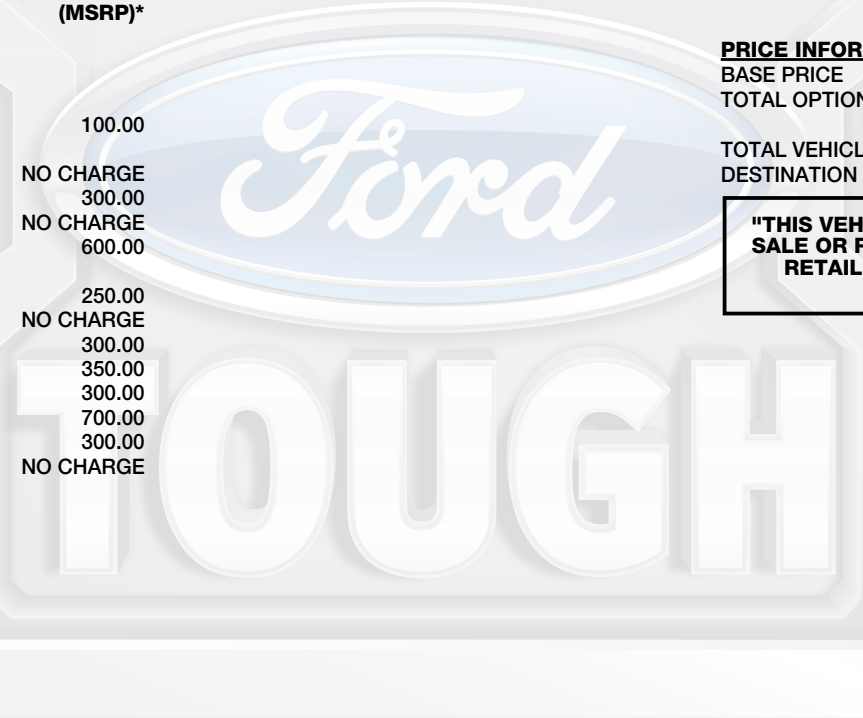 (MSRP)*
100.00
NO CHARGE
300.00
NO CHARGE
600.00
250.00
NO CHARGE
300.00
350.00
300.00
700.00
300.00
NO CHARGE
PRICE INFOR
BASE PRICE
TOTAL OPTION
TOTAL VEHICL
DESTINATION
"THIS VEH
SALE OR F
RETAIL
Ford
TOUGH